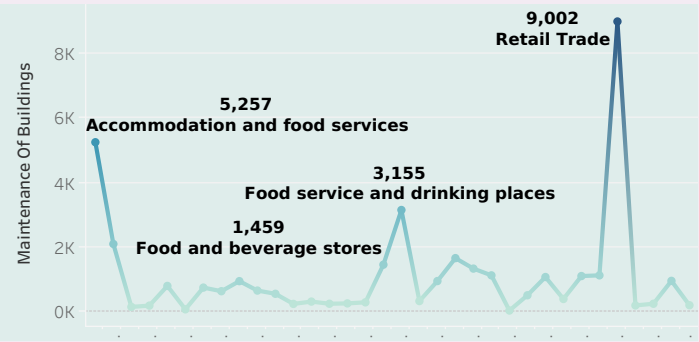 9,002
Retail Trade
8K
5,257
Accommodation and food services
6K
3,155
Food service and drinking places
4K
1,459
Food and beverage stores
2K
0K
Maintenance Of Buildings